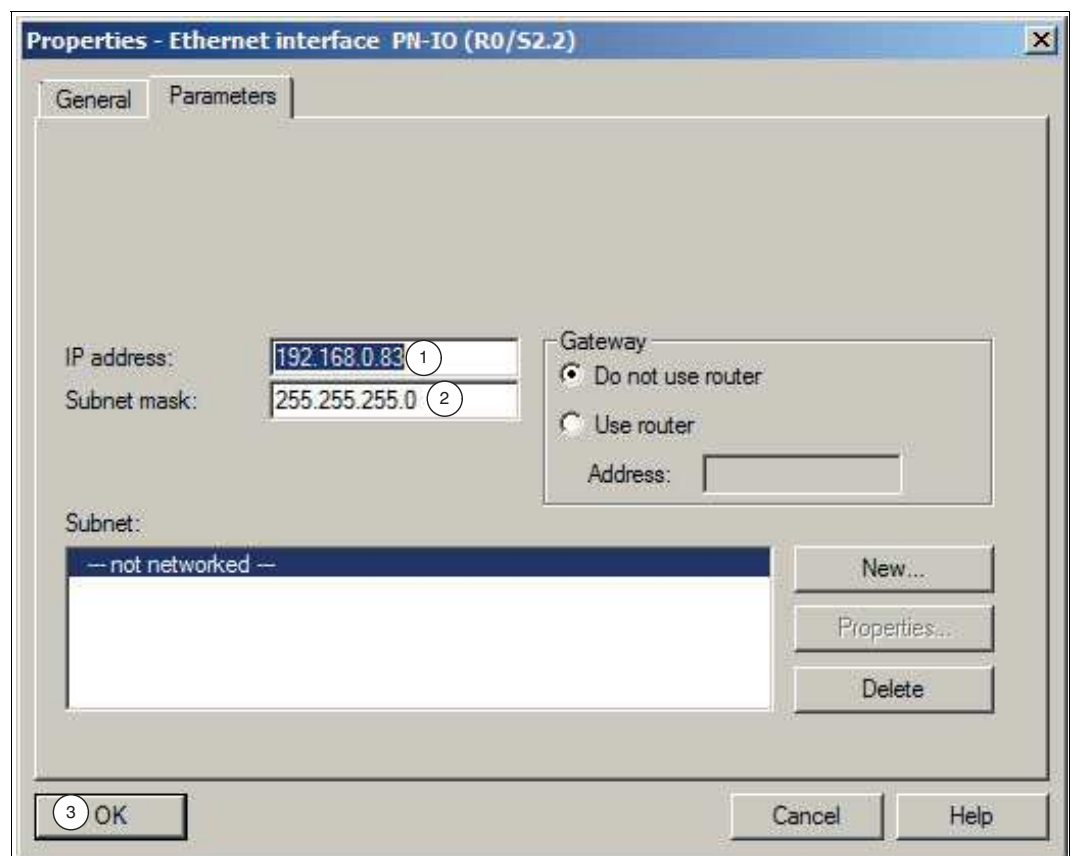 Properties - Ethernet interface PN-IO (R0/S2.2)
General Parameters
IP address: 192.168.0.83 1
Subnet mask: 255.255.255.0 2
Gateway
Do not use router
Use router
Address:
Subnet:
--- not networked ---
New...
Properties...
Delete
3 OK Cancel Help